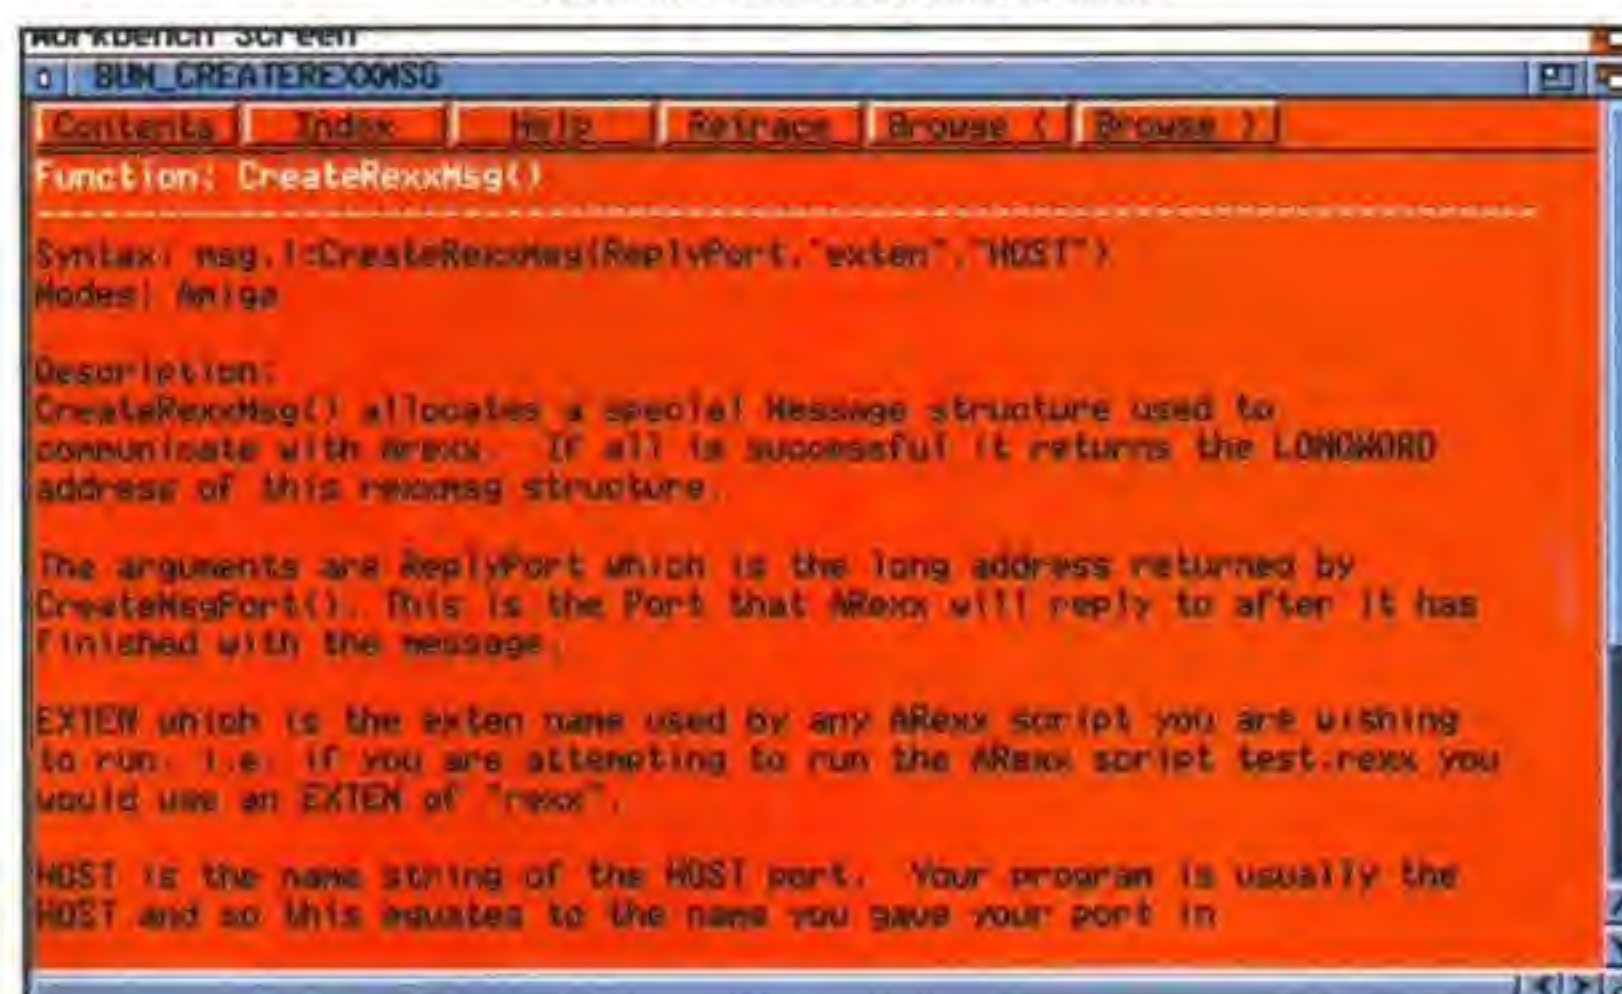 Workbench Screen
BUM_CREATEREXXMSG
Contents Index Help Retrace Browse < Browse >
Function: CreateRexxMsg()
Syntax: msg.l=CreateRexxMsg(ReplyPort,"exten","HOST")
Modes: Amiga
Description:
CreateRexxMsg() allocates a special Message structure used to
communicate with Arexx. If all is successful it returns the LONGWORD
address of this rexxmsg structure.
The arguments are ReplyPort which is the long address returned by
CreateMsgPort(). This is the Port that ARexx will reply to after it has
finished with the message.
EXTEN which is the exten name used by any ARexx script you are wishing
to run. i.e. if you are attempting to run the ARexx script test.rexx you
would use an EXTEN of "rexx".
HOST is the name string of the HOST port. Your program is usually the
HOST and so this equates to the name you gave your port in